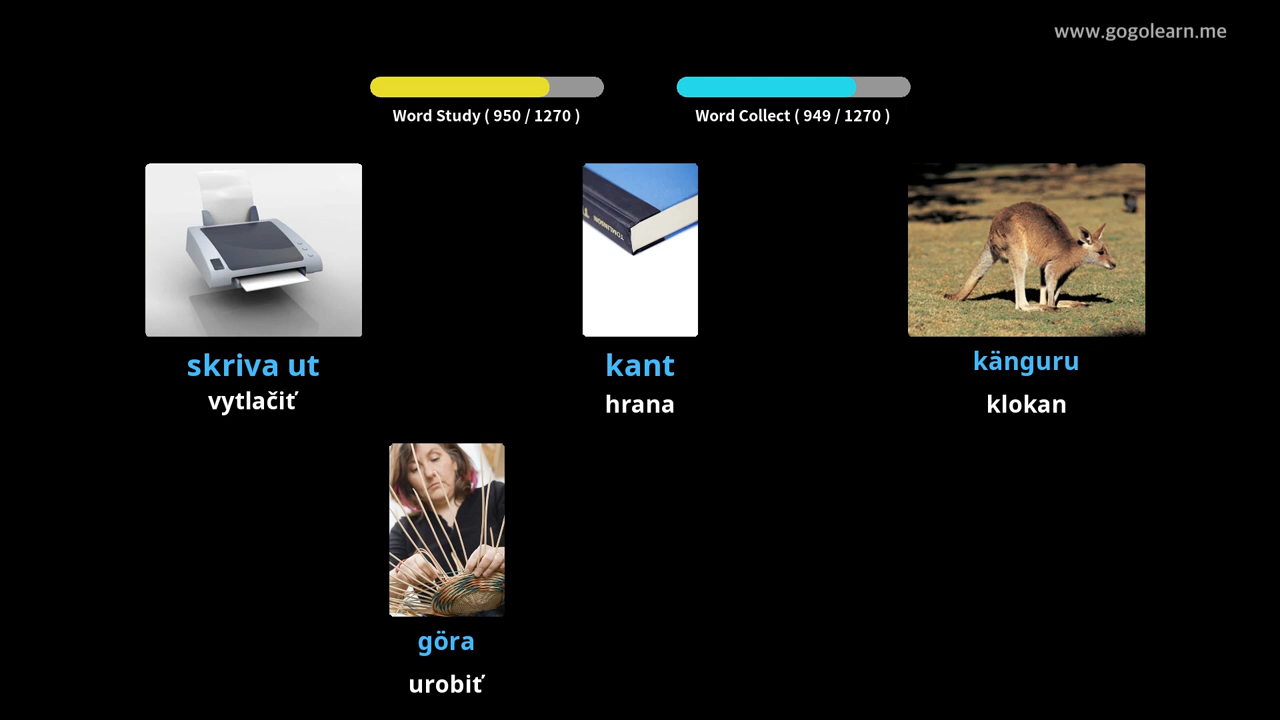 www.gogolearn.me
Word Study ( 950 / 1270 )
Word Collect ( 949 / 1270 )
TOMLINSON
skriva ut
vytlačiť
kant
hrana
känguru
klokan
göra
urobiť